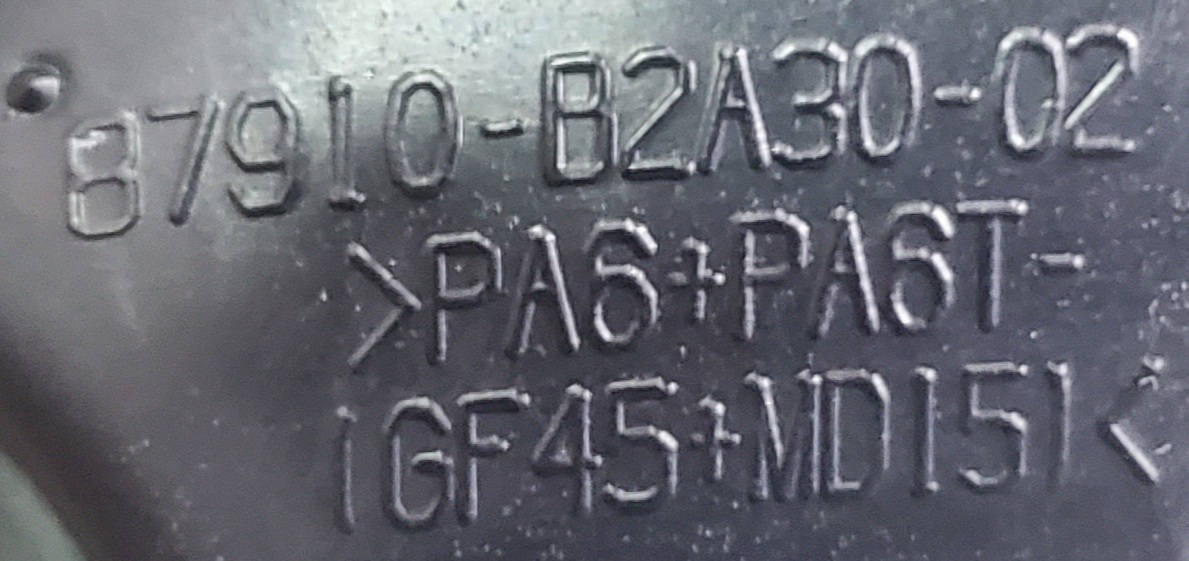 87910-B2A30-02
>PA6+PA6T-
(GF45+MD15)<